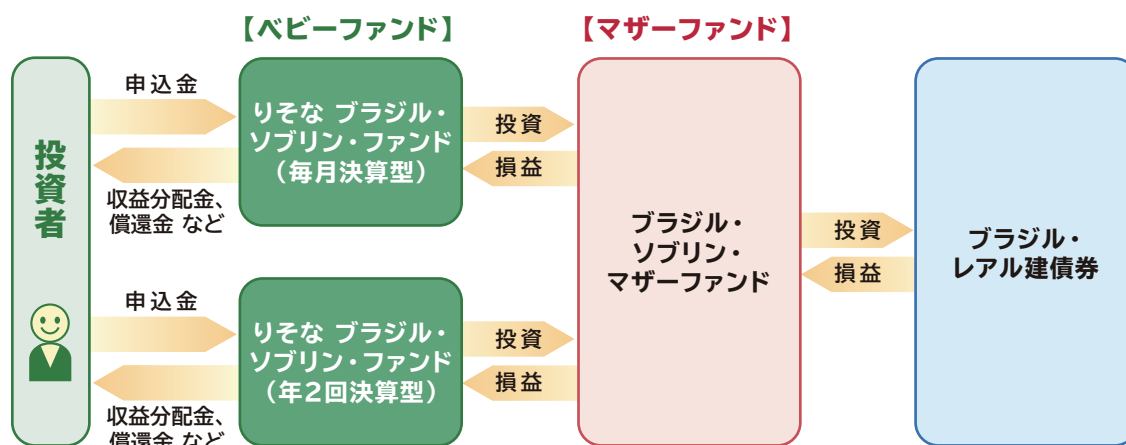 【ベビーファンド】
【マザーファンド】
投資者
申込金
収益分配金、
償還金 など
りそな ブラジル・
ソブリン・ファンド
（毎月決算型）
投資
損益
申込金
収益分配金、
償還金 など
りそな ブラジル・
ソブリン・ファンド
（年2回決算型）
投資
損益
ブラジル・
ソブリン・
マザーファンド
投資
損益
ブラジル・
レアル建債券